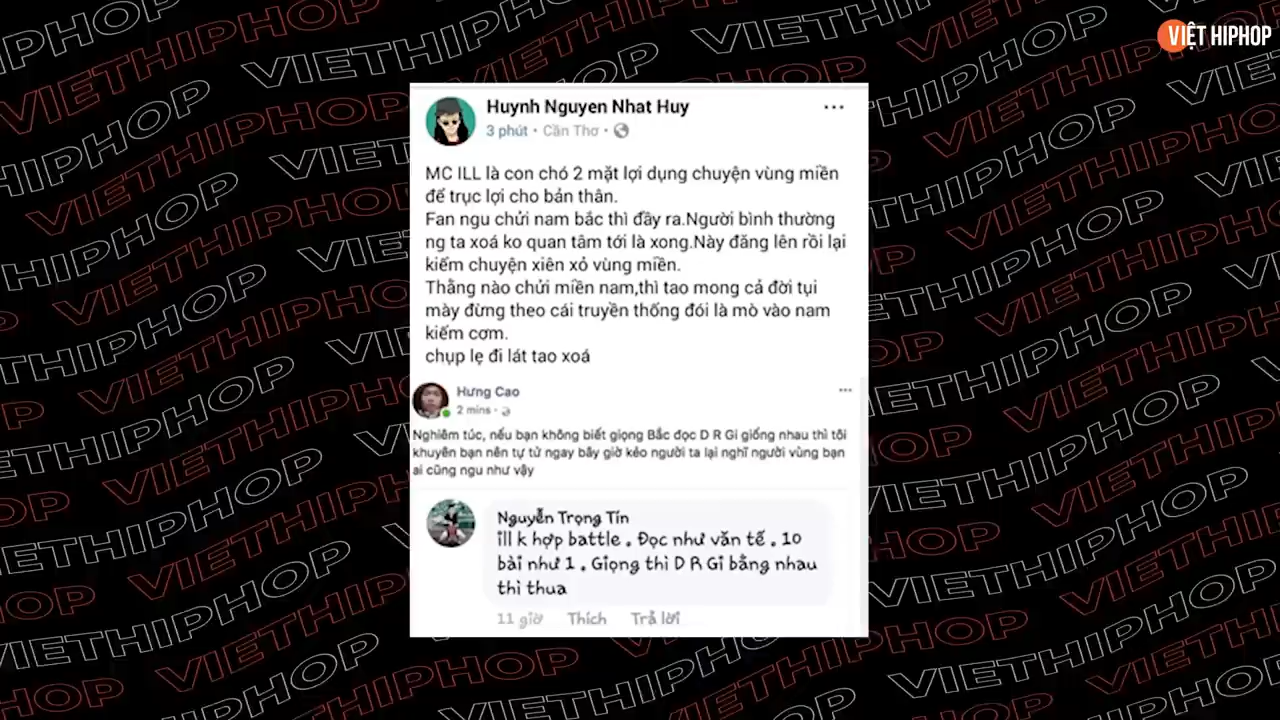 VIỆT HIPHOP
Huynh Nguyen Nhat Huy
3 phút · Cần Thơ ·
MC ILL là con chó 2 mặt lợi dụng chuyện vùng miền
để trục lợi cho bản thân.
Fan ngu chửi nam bắc thì đầy ra.Người bình thường
ng ta xoá ko quan tâm tới là xong.Này đăng lên rồi lại
kiếm chuyện xiên xỏ vùng miền.
Thằng nào chửi miền nam,thì tao mong cả đời tụi
mày đừng theo cái truyền thống đói là mò vào nam
kiếm cơm.
chụp lẹ đi lát tao xoá
Hưng Cao
2 mins ·
Nghiêm túc, nếu bạn không biết giọng Bắc đọc D R Gi giống nhau thì tôi
khuyên bạn nên tự tử ngay bây giờ kẻo người ta lại nghĩ người vùng bạn
ai cũng ngu như vậy
Nguyễn Trọng Tín
ill k hợp battle . Đọc như văn tế . 10
bài như 1 . Giọng thì D R Gi bằng nhau
thì thua
11 giờ Thích Trả lời
VIETHIPHOP